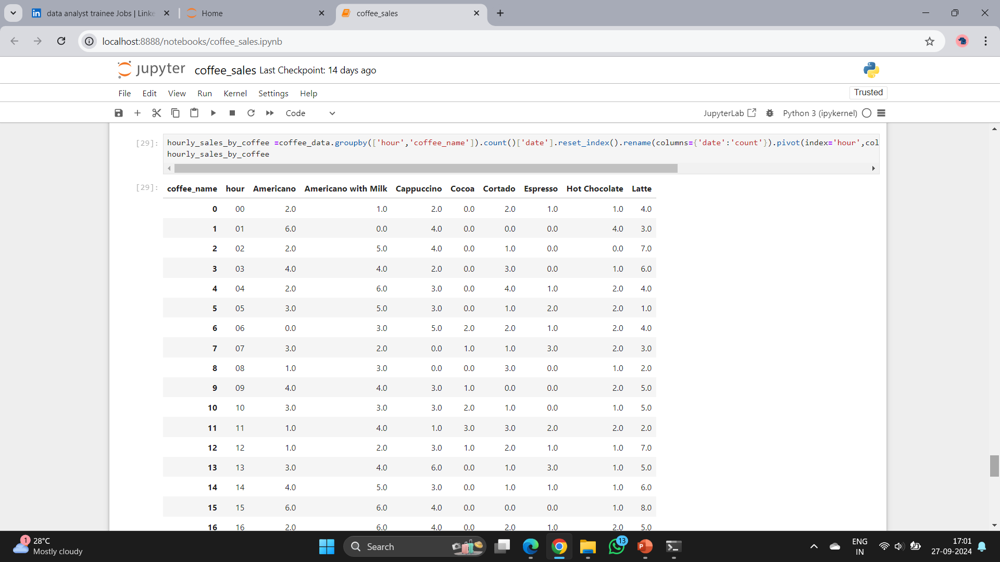 data analyst trainee Jobs | Linke
Home
coffee_sales
localhost:8888/notebooks/coffee_sales.ipynb
jupyter coffee_sales Last Checkpoint: 14 days ago
File Edit View Run Kernel Settings Help
Trusted
Code
JupyterLab
Python 3 (ipykernel)
[29]: hourly_sales_by_coffee =coffee_data.groupby(['hour','coffee_name']).count()['date'].reset_index().rename(columns={'date':'count'}).pivot(index='hour',col
hourly_sales_by_coffee
[29]: coffee_name hour Americano Americano with Milk Cappuccino Cocoa Cortado Espresso Hot Chocolate Latte
0 00 2.0 1.0 2.0 0.0 2.0 1.0 1.0 4.0
1 01 6.0 0.0 4.0 0.0 0.0 0.0 4.0 3.0
2 02 2.0 5.0 4.0 0.0 1.0 0.0 0.0 7.0
3 03 4.0 4.0 2.0 0.0 3.0 0.0 1.0 6.0
4 04 2.0 6.0 3.0 0.0 4.0 1.0 2.0 4.0
5 05 3.0 5.0 3.0 0.0 1.0 2.0 2.0 1.0
6 06 0.0 3.0 5.0 2.0 2.0 1.0 2.0 4.0
7 07 3.0 2.0 0.0 1.0 1.0 3.0 2.0 3.0
8 08 1.0 3.0 0.0 0.0 3.0 0.0 1.0 2.0
9 09 4.0 4.0 3.0 1.0 0.0 0.0 2.0 5.0
10 10 3.0 3.0 3.0 2.0 1.0 0.0 1.0 5.0
11 11 1.0 4.0 1.0 3.0 3.0 2.0 2.0 2.0
12 12 1.0 2.0 3.0 1.0 2.0 1.0 1.0 7.0
13 13 3.0 4.0 6.0 0.0 1.0 3.0 1.0 5.0
14 14 4.0 5.0 3.0 0.0 1.0 1.0 1.0 6.0
15 15 6.0 6.0 4.0 0.0 0.0 0.0 1.0 8.0
16 16 2.0 6.0 4.0 0.0 2.0 1.0 2.0 5.0
1
28°C
Mostly cloudy
Search
13
P
ENG
IN
17:01
27-09-2024